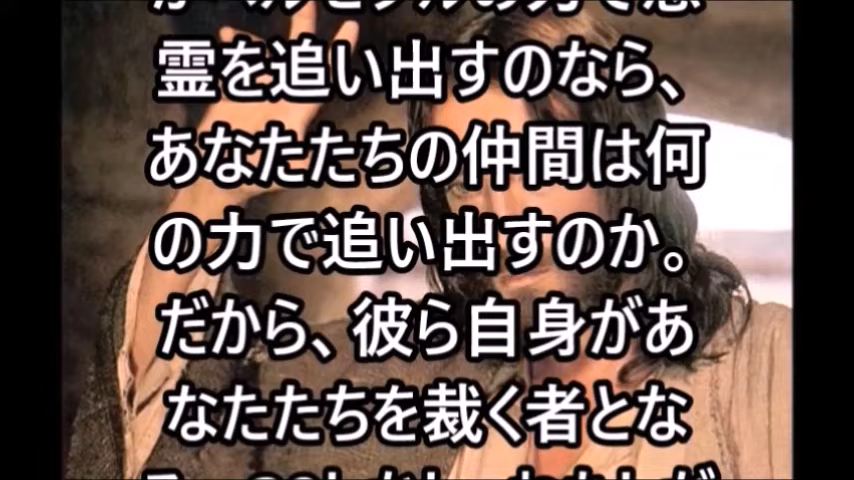 霊を追い出すのなら、
あなたたちの仲間は何
の力で追い出すのか。
だから、彼ら自身があ
なたたちを裁く者とな